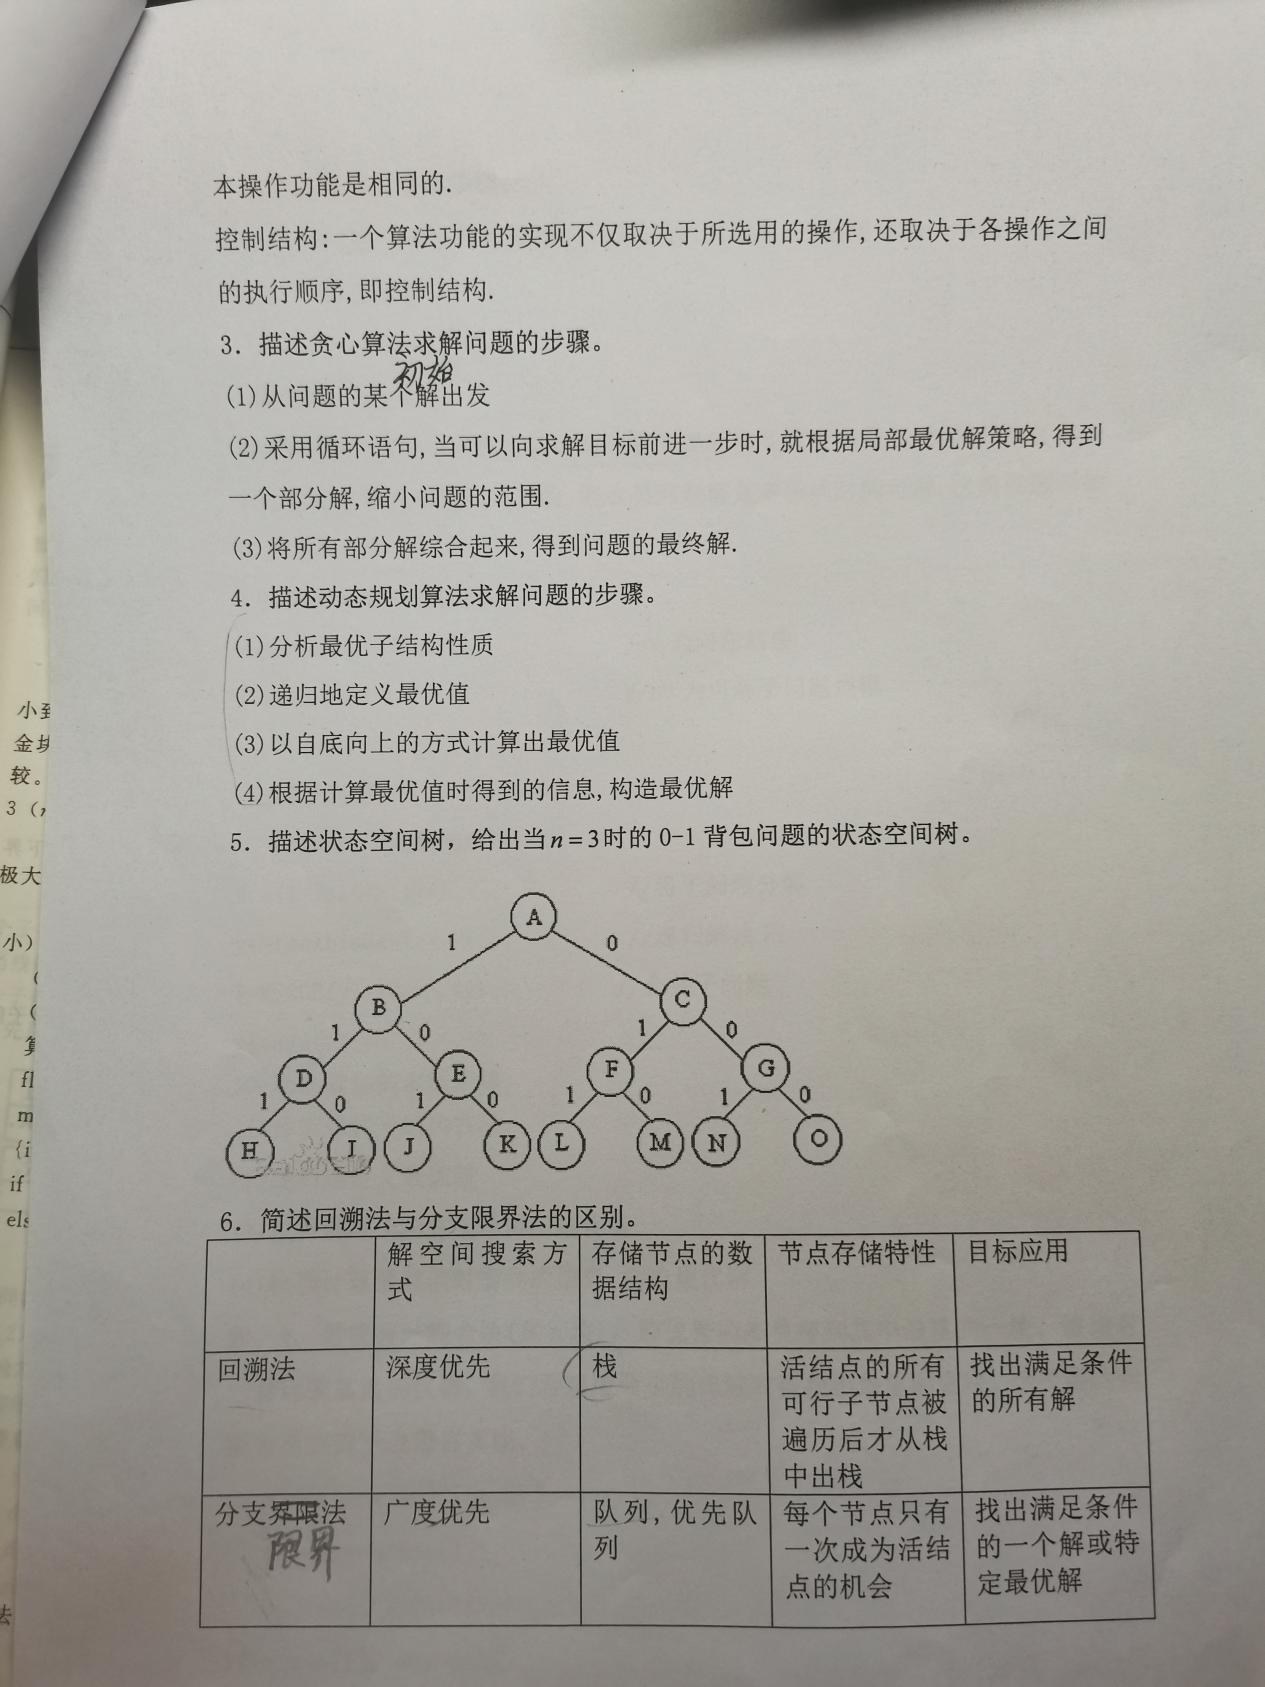 本操作功能是相同的.
控制结构:一个算法功能的实现不仅取决于所选用的操作,还取决于各操作之间
的执行顺序,即控制结构.
3. 描述贪心算法求解问题的步骤。
初始
(1)从问题的某个解出发
(2)采用循环语句,当可以向求解目标前进一步时,就根据局部最优解策略,得到
一个部分解,缩小问题的范围.
(3)将所有部分解综合起来,得到问题的最终解.
4. 描述动态规划算法求解问题的步骤。
(1)分析最优子结构性质
(2)递归地定义最优值
(3)以自底向上的方式计算出最优值
(4)根据计算最优值时得到的信息,构造最优解
5. 描述状态空间树，给出当n=3时的 0-1 背包问题的状态空间树。
A
1 0
B C
1 0 1 0
D E F G
1 0 1 0 1 0 1 0
H I J K L M N O
6. 简述回溯法与分支限界法的区别。
解空间搜索方
式
存储节点的数
据结构
节点存储特性
目标应用
回溯法
深度优先
栈
活结点的所有
可行子节点被
遍历后才从栈
中出栈
找出满足条件
的所有解
分支界限法
限界
广度优先
队列,优先队
列
每个节点只有
一次成为活结
点的机会
找出满足条件
的一个解或特
定最优解
小到
金块
较。
3（
极大
小）
（
（
算
fl
m
{i
if
els
法